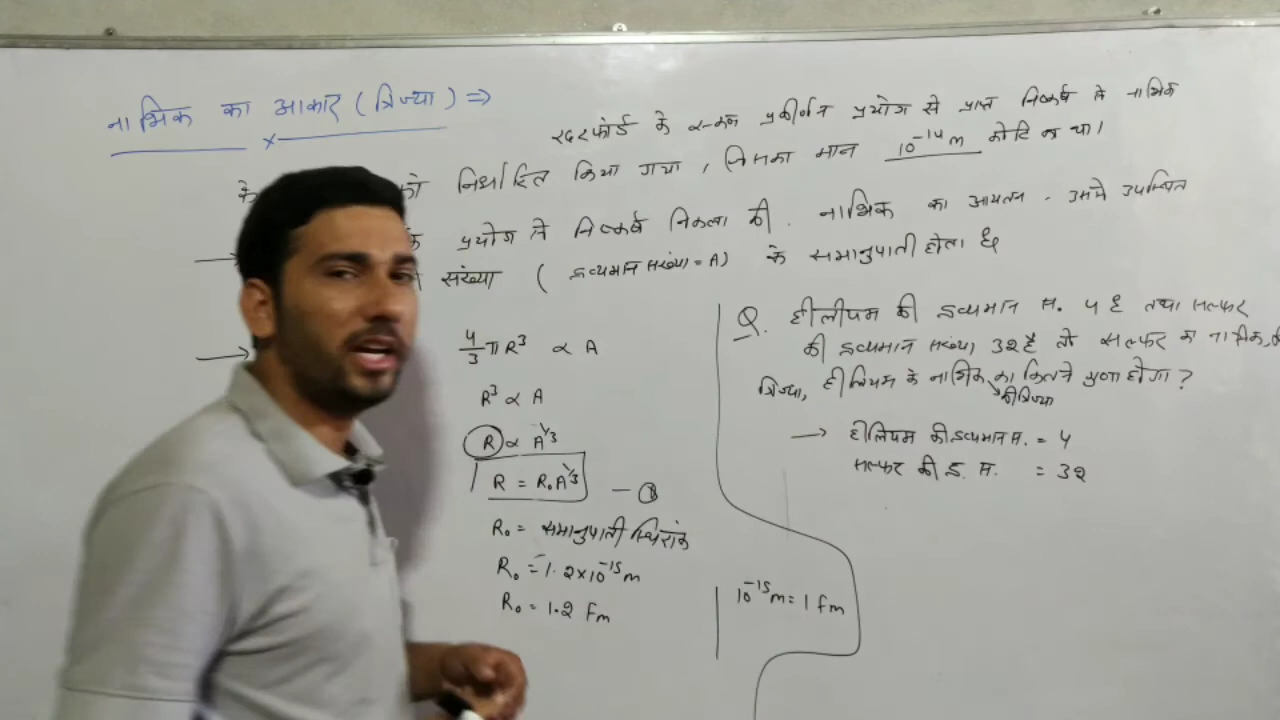 नाभिक का आकार (त्रिज्या) ⇒
रदरफोर्ड के α-कण प्रकीर्णन प्रयोग से प्राप्त निष्कर्ष से नाभिक
के को निर्धारित किया गया, जिसका मान 10⁻¹⁴m कोटि का था।
प्रयोग से निष्कर्ष निकला की नाभिक का आयतन उसमे उपस्थित
संख्या ( द्रव्यमान संख्या = A) के समानुपाती होता है
4/3 πR³ ∝ A
R³ ∝ A
R ∝ A^1/3
R = R₀A^1/3 — ①
R₀ = समानुपाती स्थिरांक
R₀ = 1.2×10⁻¹⁵m
R₀ = 1.2 Fm
10⁻¹⁵m = 1 fm
Q. हीलीयम की द्रव्यमान स. 4 है तथा सल्फर
की द्रव्यमान संख्या 32 है तो सल्फर के नाभिक की
त्रिज्या, हीलियम के नाभिक का कितने गुणा होगा ?
की त्रिज्या
→ हीलियम की द्रव्यमान स. = 4
सल्फर की द्र. स. = 32